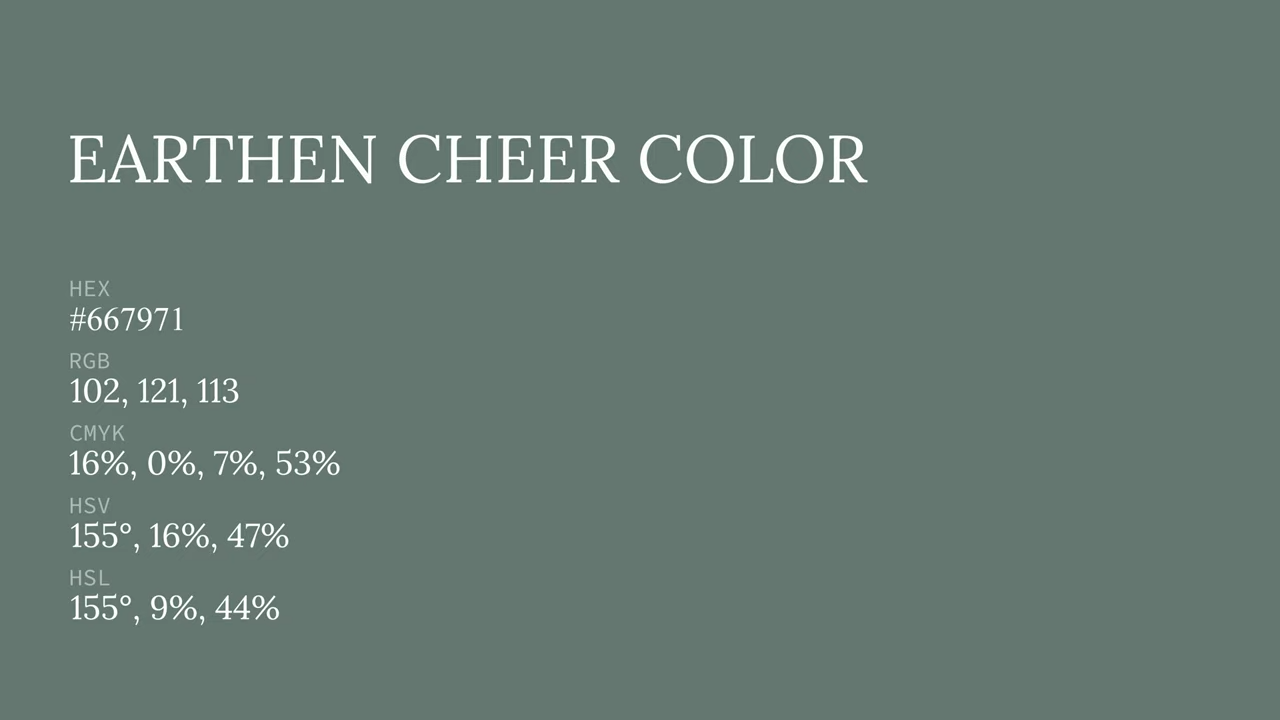 EARTHEN CHEER COLOR
HEX
#667971
RGB
102, 121, 113
CMYK
16%, 0%, 7%, 53%
HSV
155°, 16%, 47%
HSL
155°, 9%, 44%